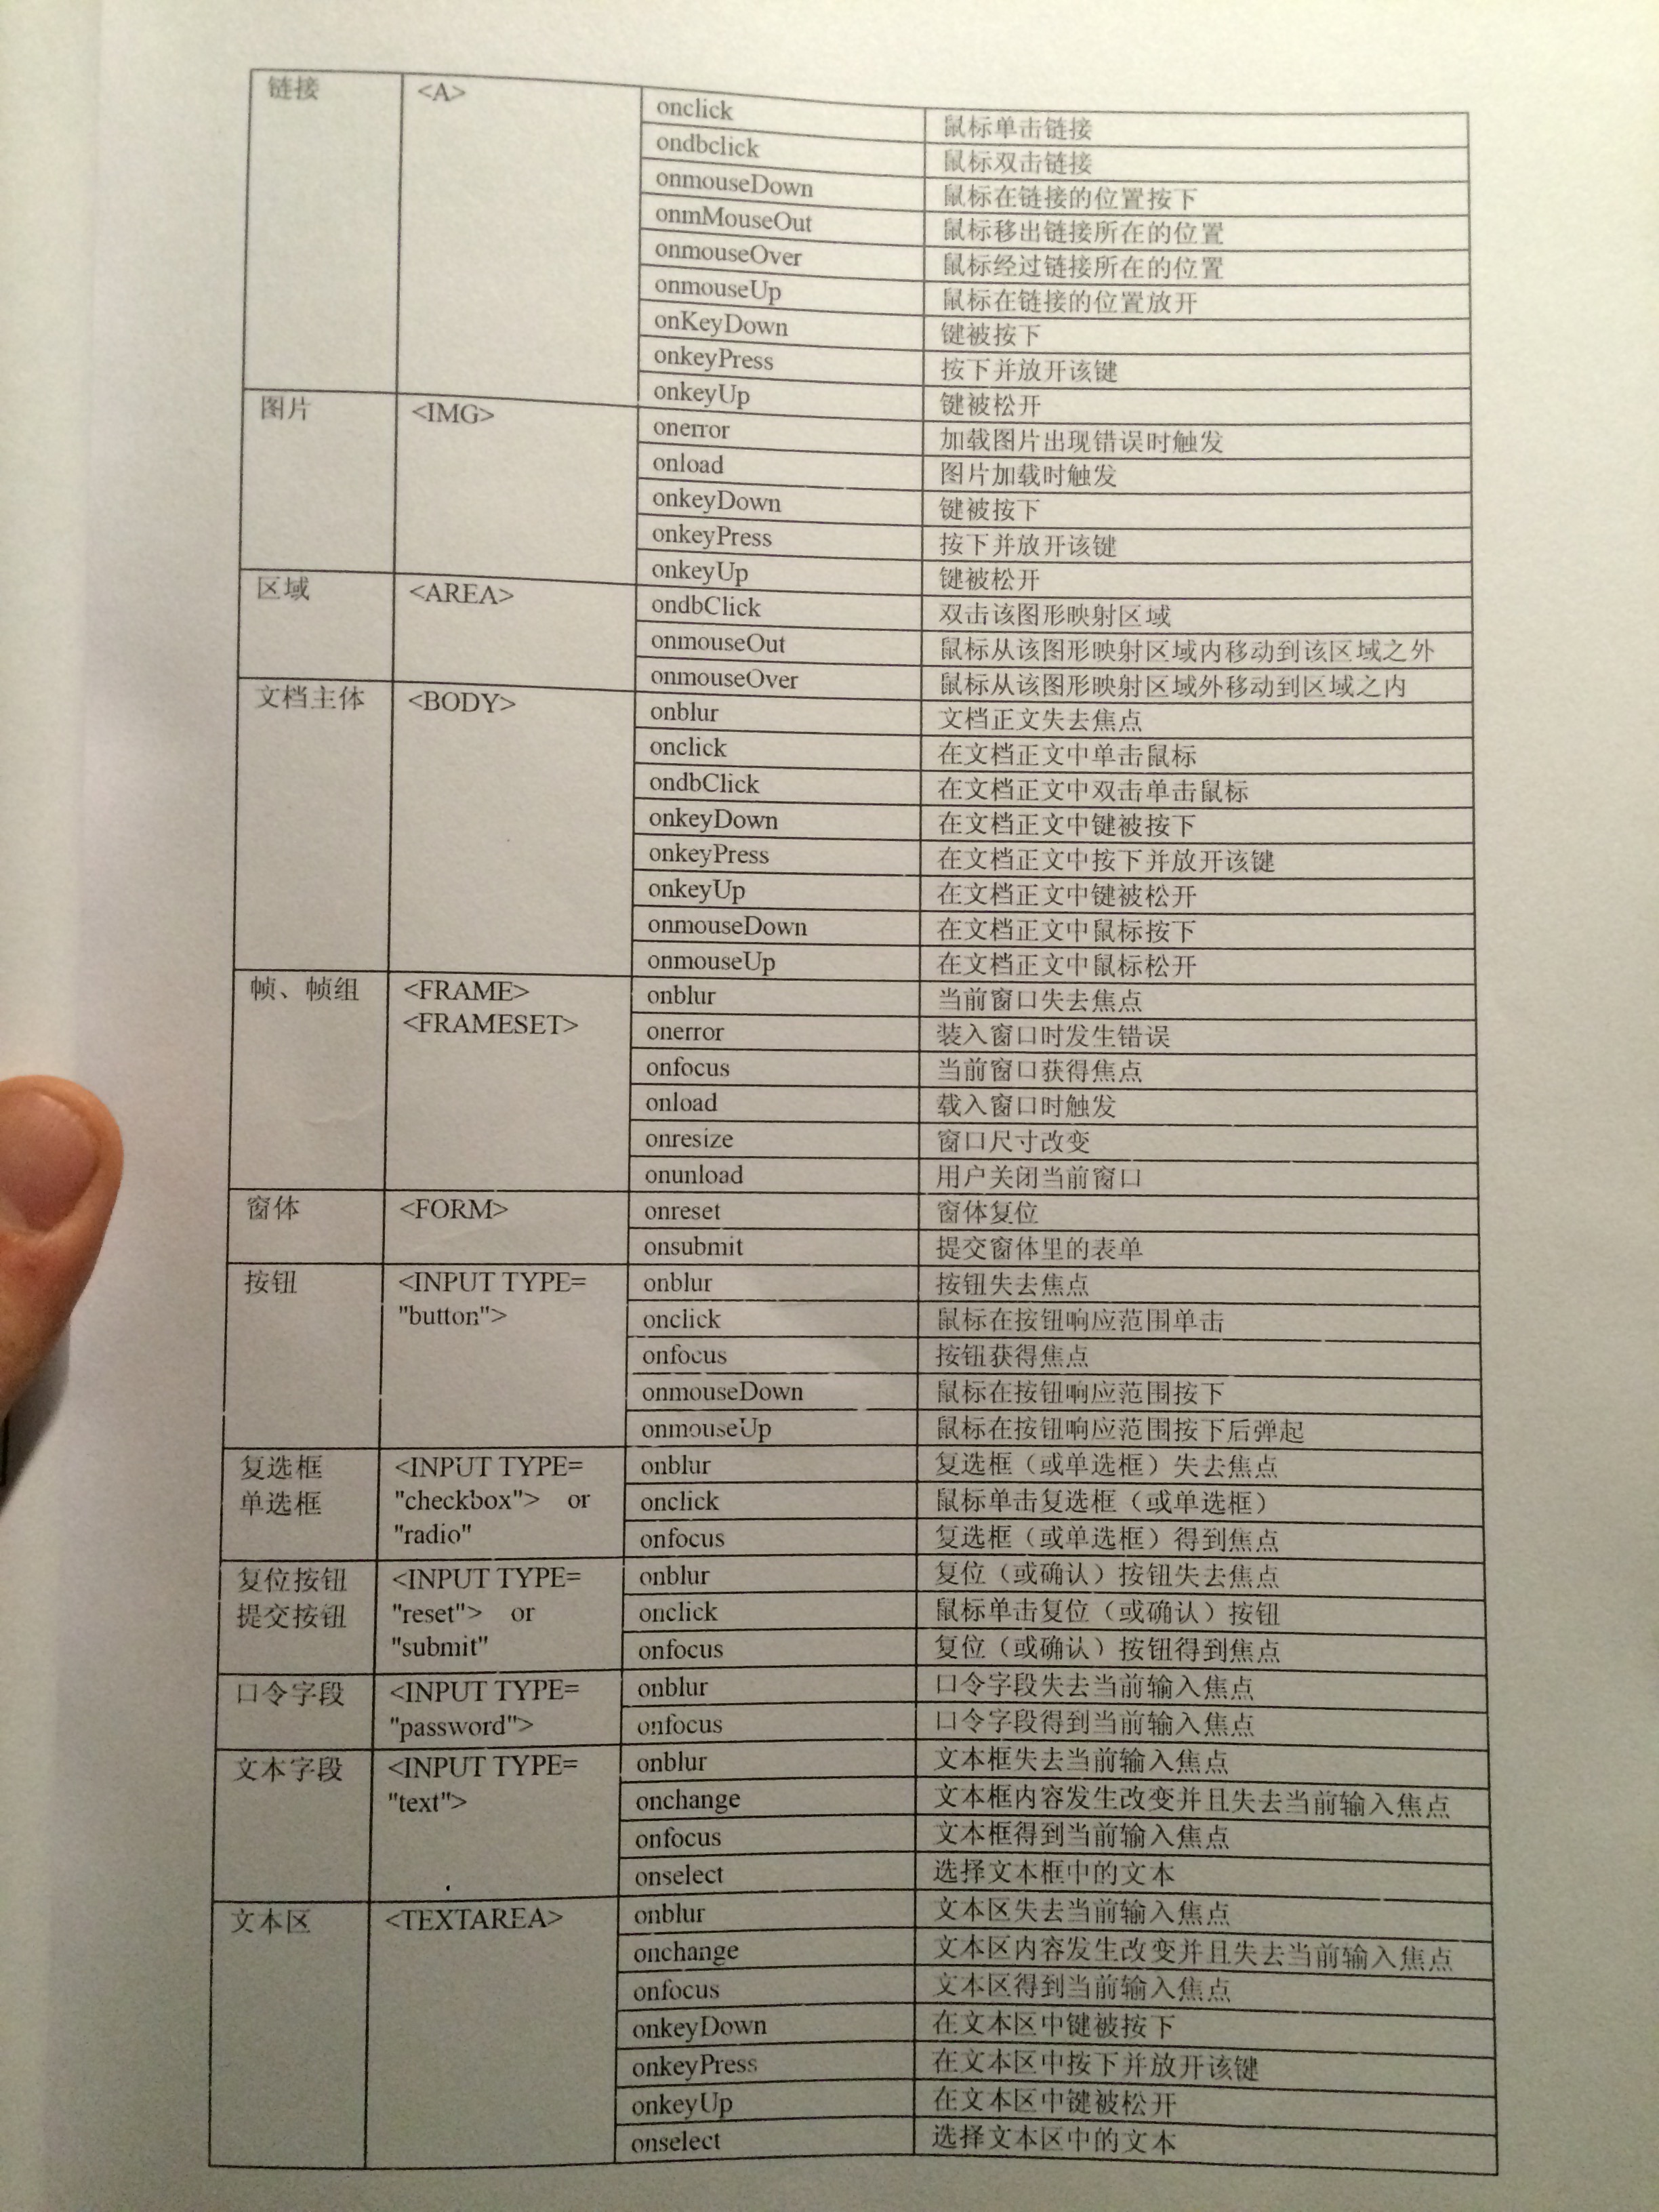 链接 <A> onclick 鼠标单击链接
ondbclick 鼠标双击链接
onmouseDown 鼠标在链接的位置按下
onmMouseOut 鼠标移出链接所在的位置
onmouseOver 鼠标经过链接所在的位置
onmouseUp 鼠标在链接的位置放开
onKeyDown 键被按下
onkeyPress 按下并放开该键
onkeyUp 键被松开
图片 <IMG> onerror 加载图片出现错误时触发
onload 图片加载时触发
onkeyDown 键被按下
onkeyPress 按下并放开该键
onkeyUp 键被松开
区域 <AREA> ondbClick 双击该图形映射区域
onmouseOut 鼠标从该图形映射区域内移动到该区域之外
onmouseOver 鼠标从该图形映射区域外移动到区域之内
文档主体 <BODY> onblur 文档正文失去焦点
onclick 在文档正文中单击鼠标
ondbClick 在文档正文中双击单击鼠标
onkeyDown 在文档正文中键被按下
onkeyPress 在文档正文中按下并放开该键
onkeyUp 在文档正文中键被松开
onmouseDown 在文档正文中鼠标按下
onmouseUp 在文档正文中鼠标松开
帧、帧组 <FRAME> onblur 当前窗口失去焦点
<FRAMESET> onerror 装入窗口时发生错误
onfocus 当前窗口获得焦点
onload 载入窗口时触发
onresize 窗口尺寸改变
onunload 用户关闭当前窗口
窗体 <FORM> onreset 窗体复位
onsubmit 提交窗体里的表单
按钮 <INPUT TYPE= onblur 按钮失去焦点
"button"> onclick 鼠标在按钮响应范围单击
onfocus 按钮获得焦点
onmouseDown 鼠标在按钮响应范围按下
onmouseUp 鼠标在按钮响应范围按下后弹起
复选框 <INPUT TYPE= onblur 复选框（或单选框）失去焦点
单选框 "checkbox"> or onclick 鼠标单击复选框（或单选框）
"radio" onfocus 复选框（或单选框）得到焦点
复位按钮 <INPUT TYPE= onblur 复位（或确认）按钮失去焦点
提交按钮 "reset"> or onclick 鼠标单击复位（或确认）按钮
"submit" onfocus 复位（或确认）按钮得到焦点
口令字段 <INPUT TYPE= onblur 口令字段失去当前输入焦点
"password"> onfocus 口令字段得到当前输入焦点
文本字段 <INPUT TYPE= onblur 文本框失去当前输入焦点
"text"> onchange 文本框内容发生改变并且失去当前输入焦点
onfocus 文本框得到当前输入焦点
onselect 选择文本框中的文本
文本区 <TEXTAREA> onblur 文本区失去当前输入焦点
onchange 文本区内容发生改变并且失去当前输入焦点
onfocus 文本区得到当前输入焦点
onkeyDown 在文本区中键被按下
onkeyPress 在文本区中按下并放开该键
onkeyUp 在文本区中键被松开
onselect 选择文本区中的文本